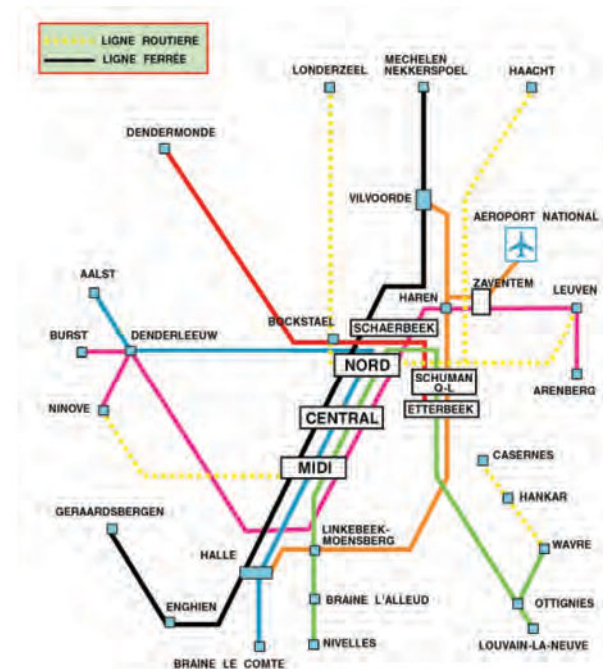 LIGNE ROUTIERE
LIGNE FERRÉE
LONDERZEEL
MECHELEN
NEKKERSPOEL
HAACHT
DENDERMONDE
VILVOORDE
AEROPORT NATIONAL
ZAVENTEM
AALST
HAREN
LEUVEN
BOCKSTAEL
SCHAERBEEK
BURST
DENDERLEEUW
NORD
SCHUMAN
Q-L
ARENBERG
ETTERBEEK
NINOVE
CENTRAL
MIDI
CASERNES
HANKAR
GERAARDSBERGEN
LINKEBEEK-
MOENSBERG
WAVRE
HALLE
ENGHIEN
BRAINE L'ALLEUD
OTTIGNIES
NIVELLES
LOUVAIN-LA-NEUVE
BRAINE LE COMTE